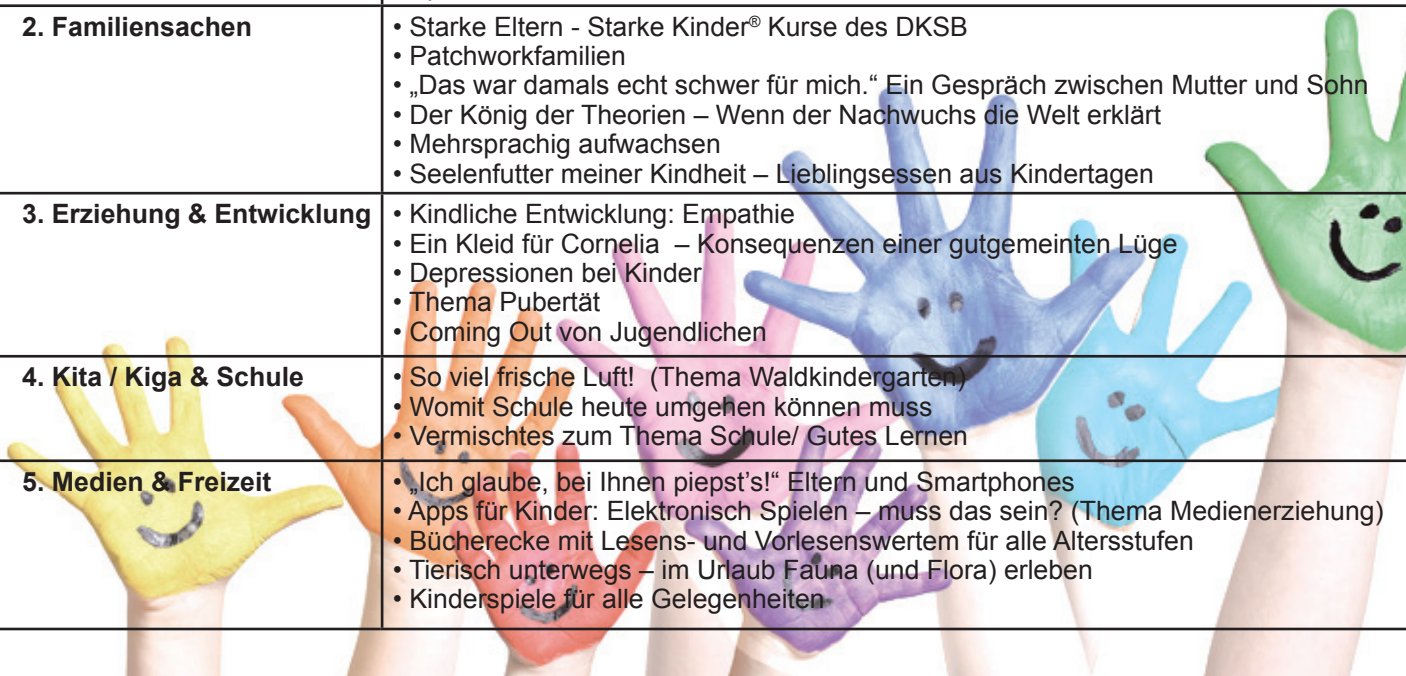 2. Familiensachen
• Starke Eltern - Starke Kinder® Kurse des DKSB
• Patchworkfamilien
• „Das war damals echt schwer für mich.“ Ein Gespräch zwischen Mutter und Sohn
• Der König der Theorien – Wenn der Nachwuchs die Welt erklärt
• Mehrsprachig aufwachsen
• Seelenfutter meiner Kindheit – Lieblingsessen aus Kindertagen
3. Erziehung & Entwicklung
• Kindliche Entwicklung: Empathie
• Ein Kleid für Cornelia – Konsequenzen einer gutgemeinten Lüge
• Depressionen bei Kinder
• Thema Pubertät
• Coming Out von Jugendlichen
4. Kita / Kiga & Schule
• So viel frische Luft! (Thema Waldkindergarten)
• Womit Schule heute umgehen können muss
• Vermischtes zum Thema Schule/ Gutes Lernen
5. Medien & Freizeit
• „Ich glaube, bei Ihnen piepst’s!“ Eltern und Smartphones
• Apps für Kinder: Elektronisch Spielen – muss das sein? (Thema Medienerziehung)
• Bücherecke mit Lesens- und Vorlesenswertem für alle Altersstufen
• Tierisch unterwegs – im Urlaub Fauna (und Flora) erleben
• Kinderspiele für alle Gelegenheiten